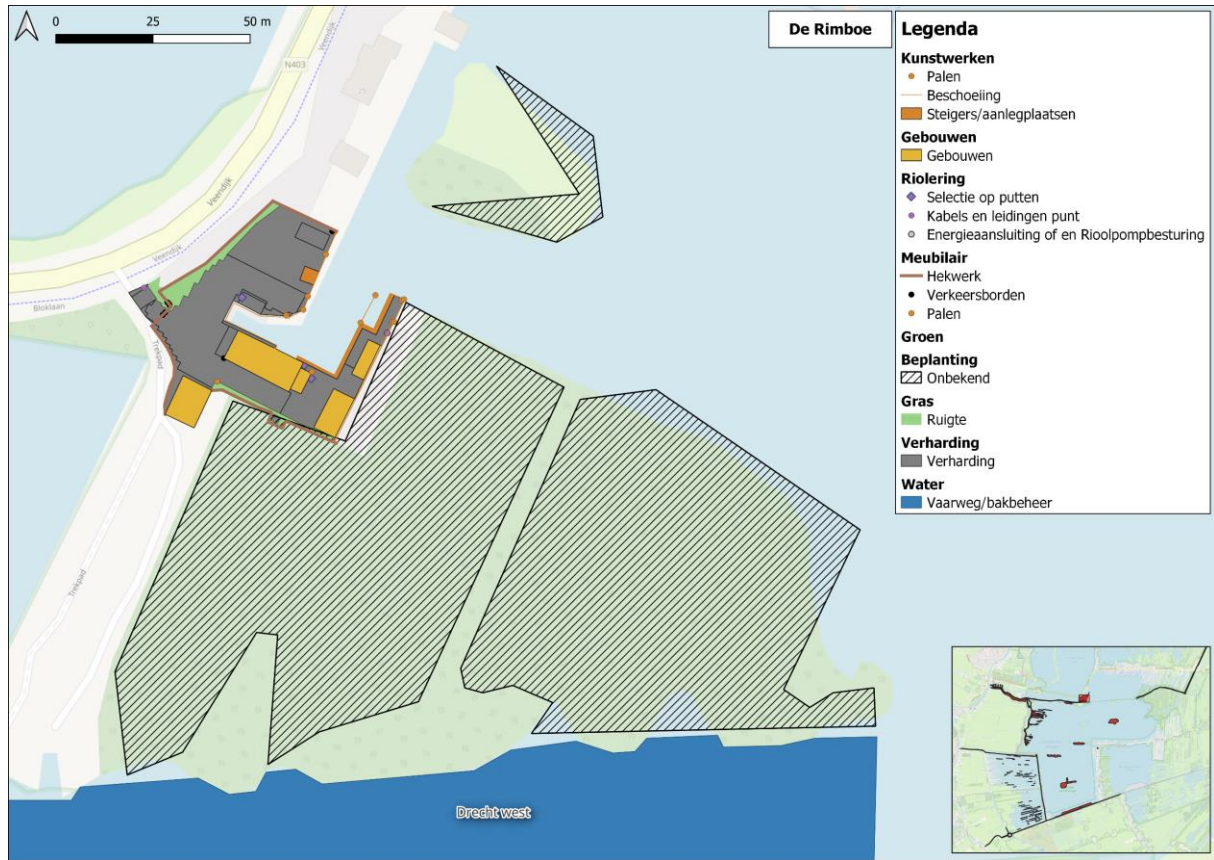 0 25 50 m
De Rimboe
Legenda
Kunstwerken
Palen
Beschoeiing
Steigers/aanlegplaatsen
Gebouwen
Gebouwen
Riolering
Selectie op putten
Kabels en leidingen punt
Energieaansluiting of en Rioolpompbesturing
Meubilair
Hekwerk
Verkeersborden
Palen
Groen
Beplanting
Onbekend
Gras
Ruigte
Verharding
Verharding
Water
Vaarweg/bakbeheer
Veendijk
N403
Veendijk
Veendijk
Bloklaan
Trekpad
Trekpad
Drecht west